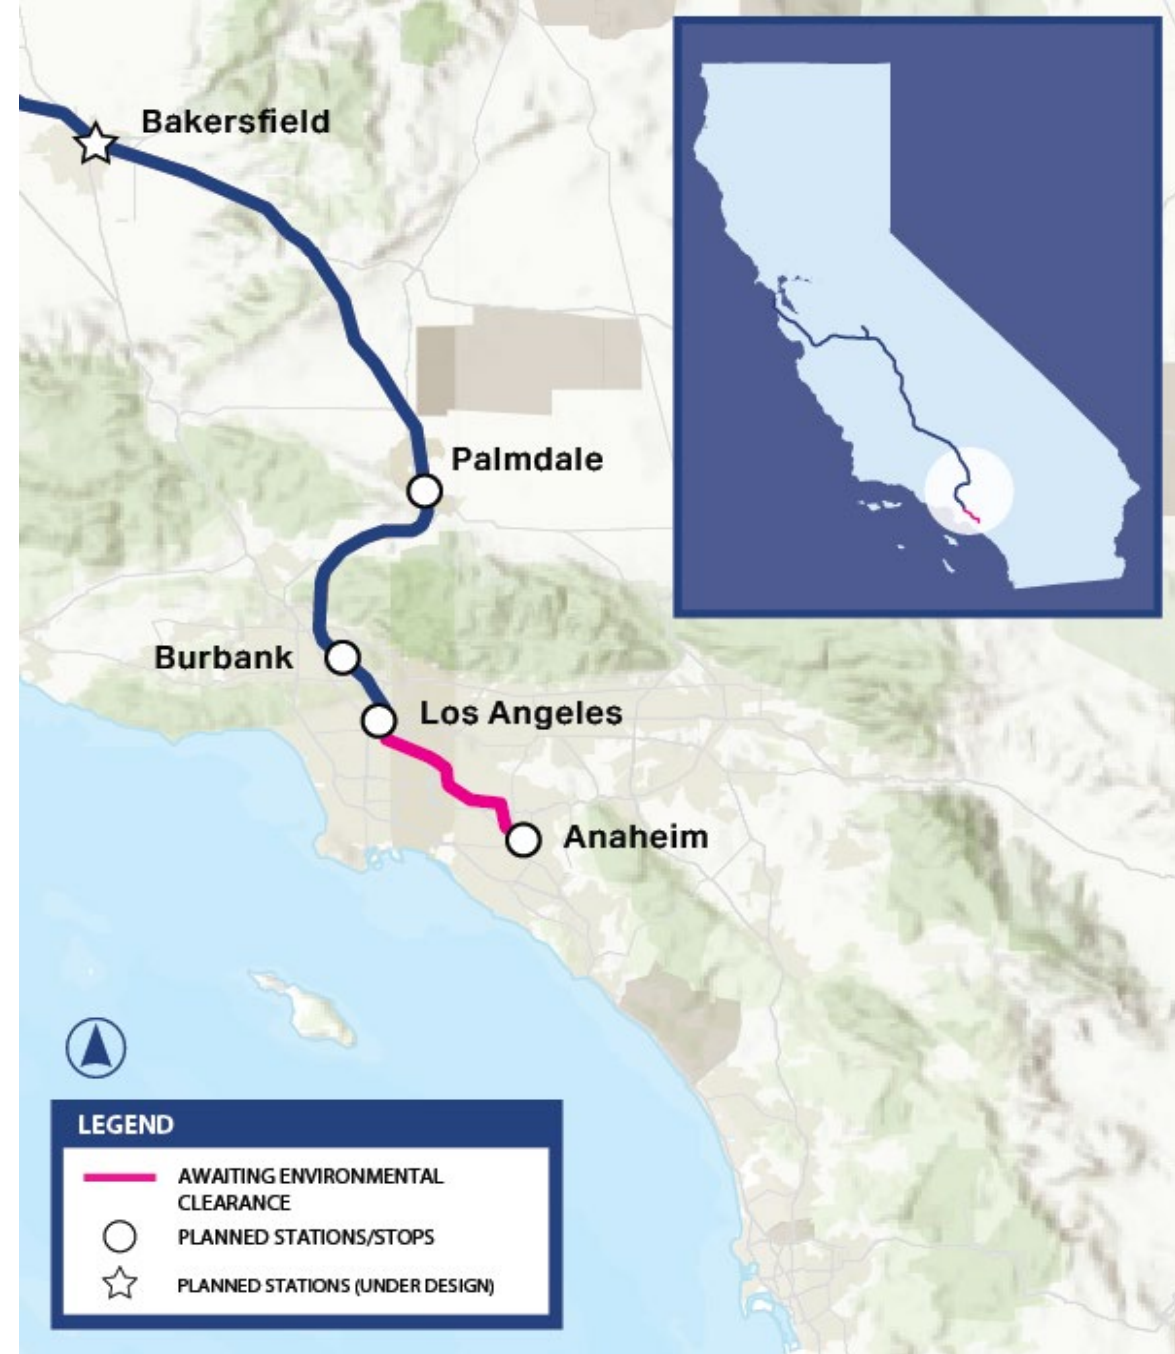 Bakersfield
Palmdale
Burbank
Los Angeles
Anaheim
LEGEND
AWAITING ENVIRONMENTAL
CLEARANCE
PLANNED STATIONS/STOPS
PLANNED STATIONS (UNDER DESIGN)